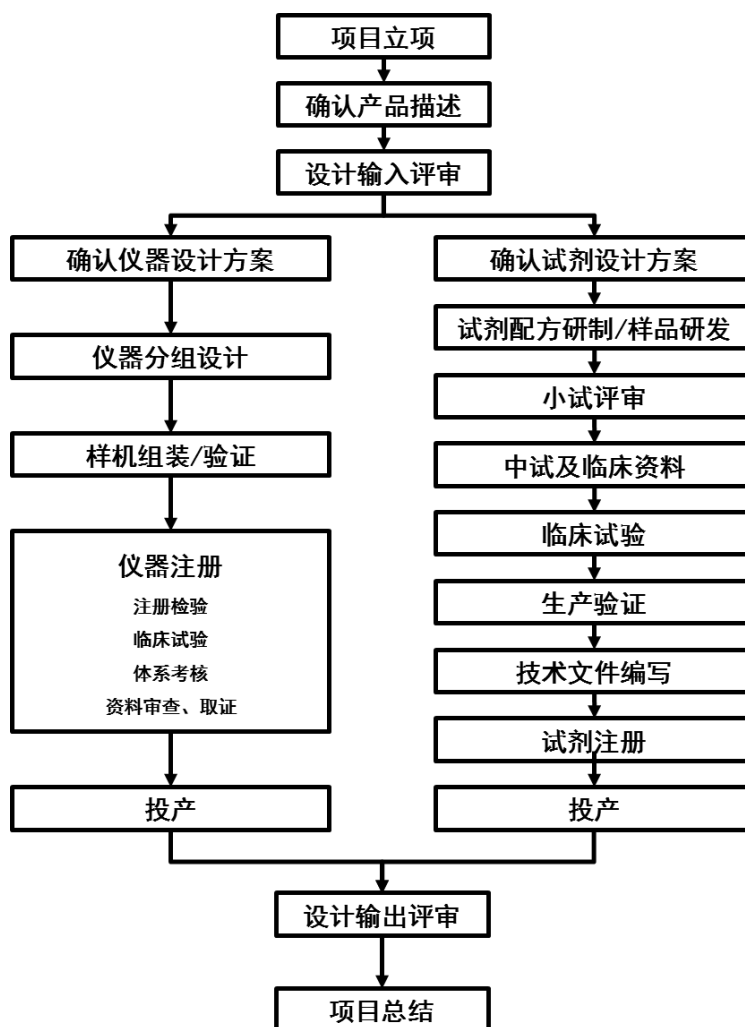 项目立项
确认产品描述
设计输入评审
确认仪器设计方案
仪器分组设计
样机组装/验证
仪器注册
注册检验
临床试验
体系考核
资料审查、取证
投产
确认试剂设计方案
试剂配方研制/样品研发
小试评审
中试及临床资料
临床试验
生产验证
技术文件编写
试剂注册
投产
设计输出评审
项目总结